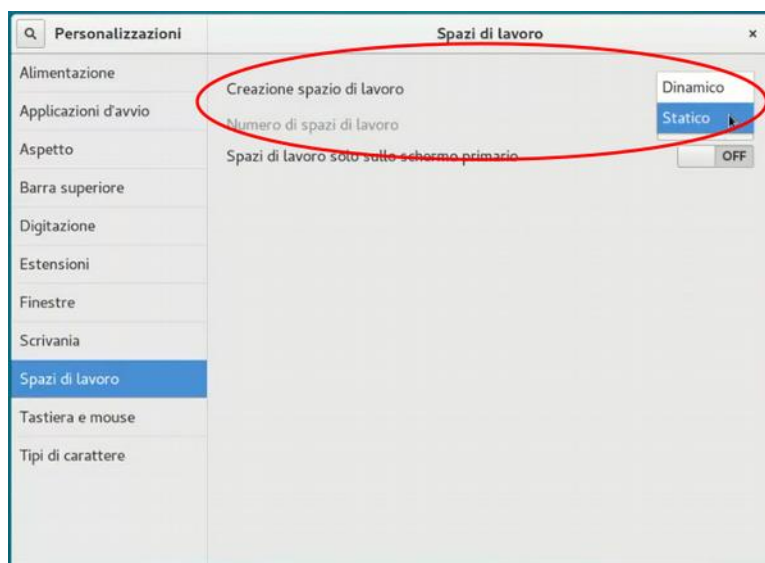 Personalizzazioni
Spazi di lavoro
Alimentazione
Applicazioni d'avvio
Aspetto
Barra superiore
Digitazione
Estensioni
Finestre
Scrivania
Spazi di lavoro
Tastiera e mouse
Tipi di carattere
Creazione spazio di lavoro
Dinamico
Statico
Numero di spazi di lavoro
Spazi di lavoro solo sullo schermo primario
OFF